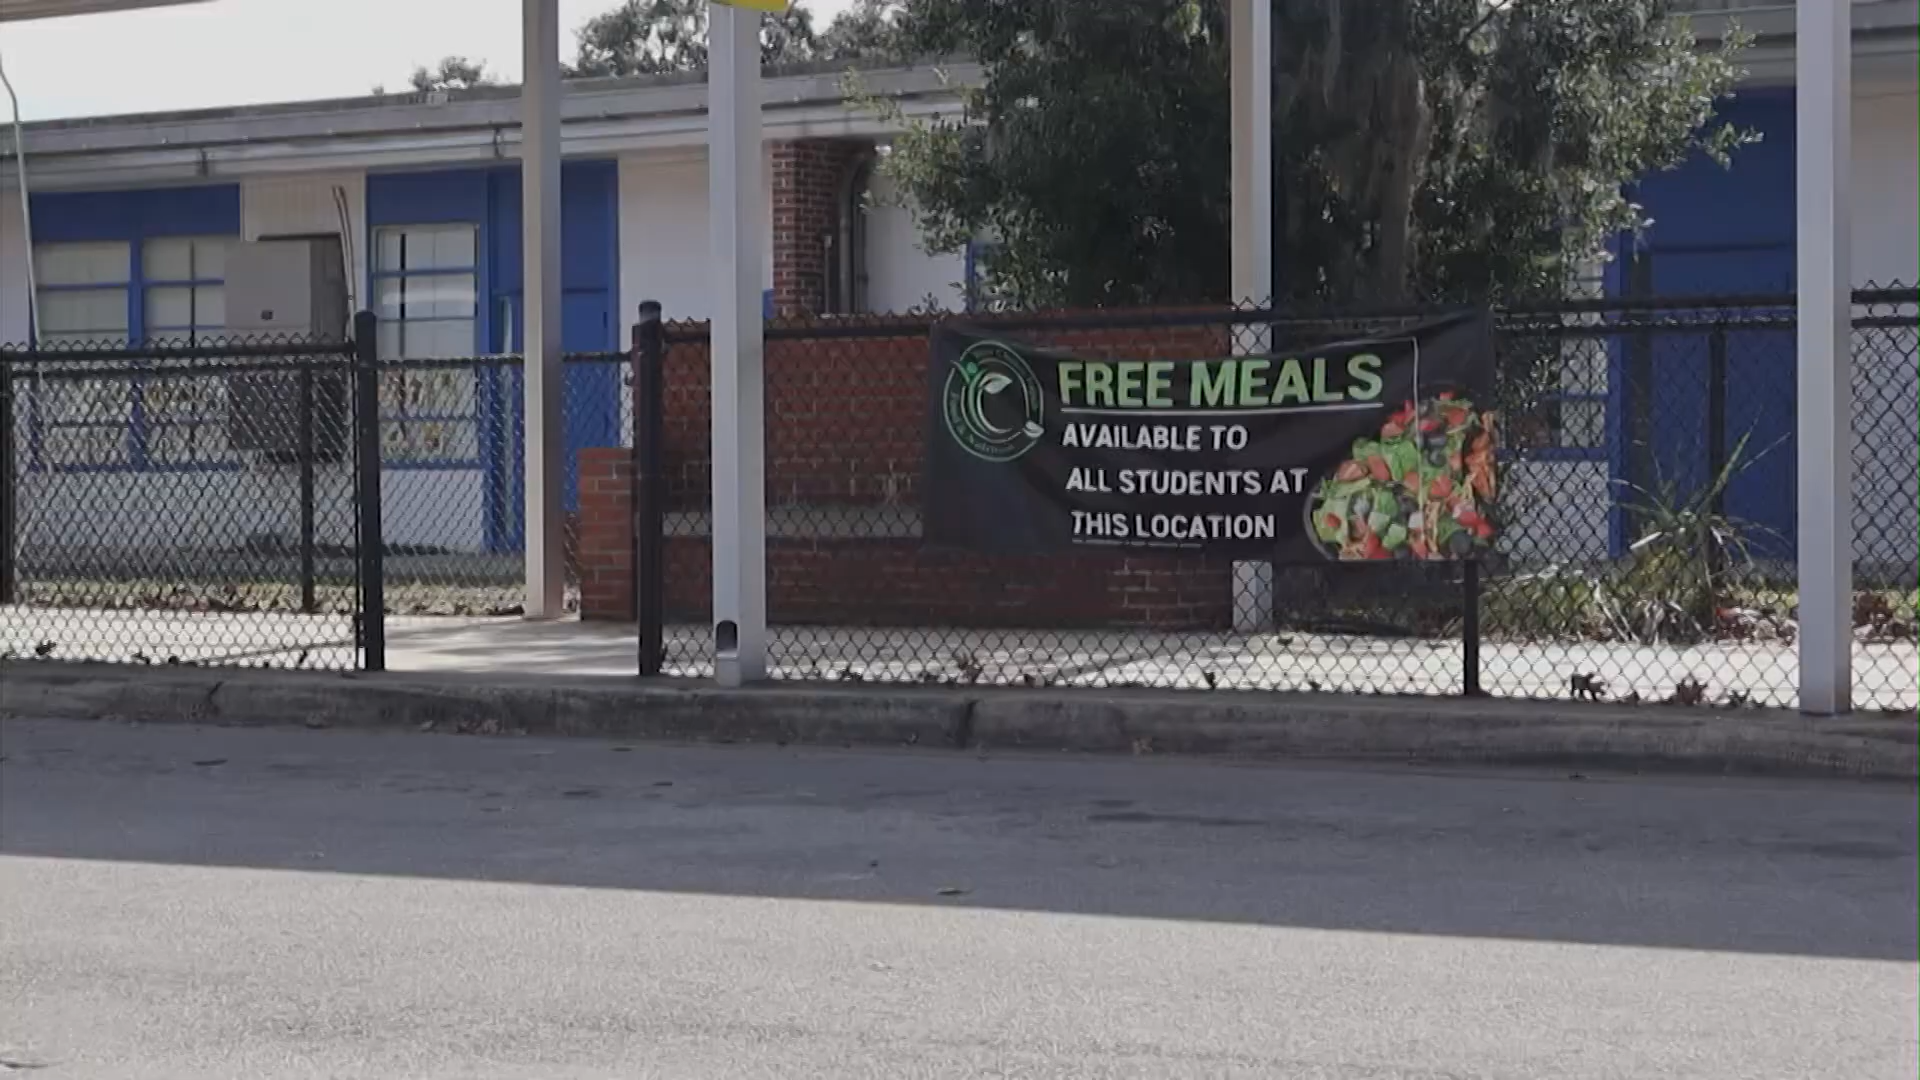 FREE MEALS
AVAILABLE TO
ALL STUDENTS AT
THIS LOCATION